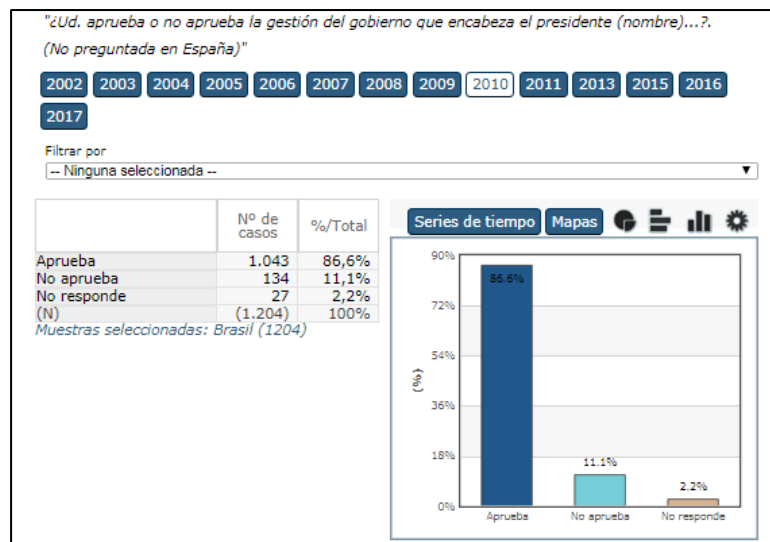 "¿Ud. aprueba o no aprueba la gestión del gobierno que encabeza el presidente (nombre)...?.
(No preguntada en España)"
2002 2003 2004 2005 2006 2007 2008 2009 2010 2011 2013 2015 2016
2017
Filtrar por
-- Ninguna seleccionada --
Nº de casos %/Total
Aprueba 1.043 86,6%
No aprueba 134 11,1%
No responde 27 2,2%
(N) (1.204) 100%
Muestras seleccionadas: Brasil (1204)
Series de tiempo Mapas
90%
86.6%
72%
54%
(%)
36%
18%
11.1%
2.2%
0%
Aprueba No aprueba No responde